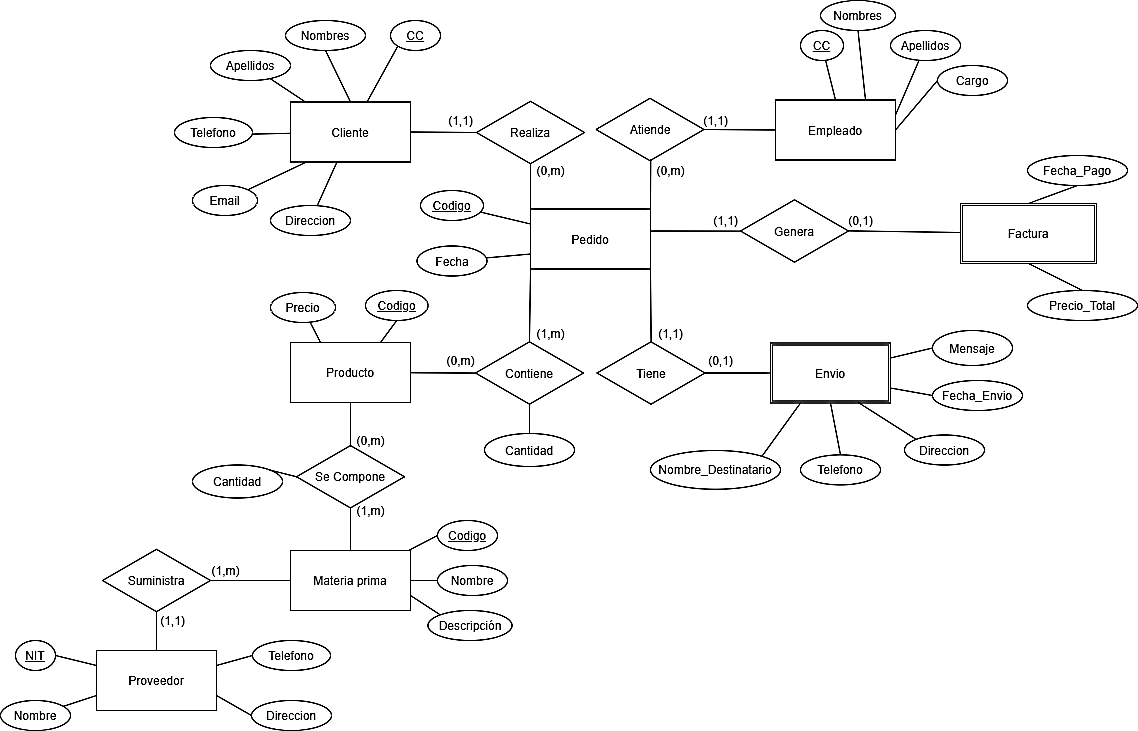 Nombres
CC
Apellidos
Telefono
Cliente
Email
Direccion
(1,1)
Realiza
(0,m)
Nombres
CC
Apellidos
Cargo
Empleado
(1,1)
Atiende
(0,m)
Codigo
Fecha
Pedido
(1,1)
Genera
(0,1)
Fecha_Pago
Factura
Precio_Total
Precio
Codigo
Producto
(0,m)
(1,m)
Contiene
Cantidad
(1,1)
Tiene
(0,1)
Envio
Mensaje
Fecha_Envio
Direccion
Telefono
Nombre_Destinatario
(0,m)
Cantidad
Se Compone
(1,m)
Materia prima
Codigo
Nombre
Descripción
(1,m)
Suministra
(1,1)
NIT
Telefono
Proveedor
Nombre
Direccion